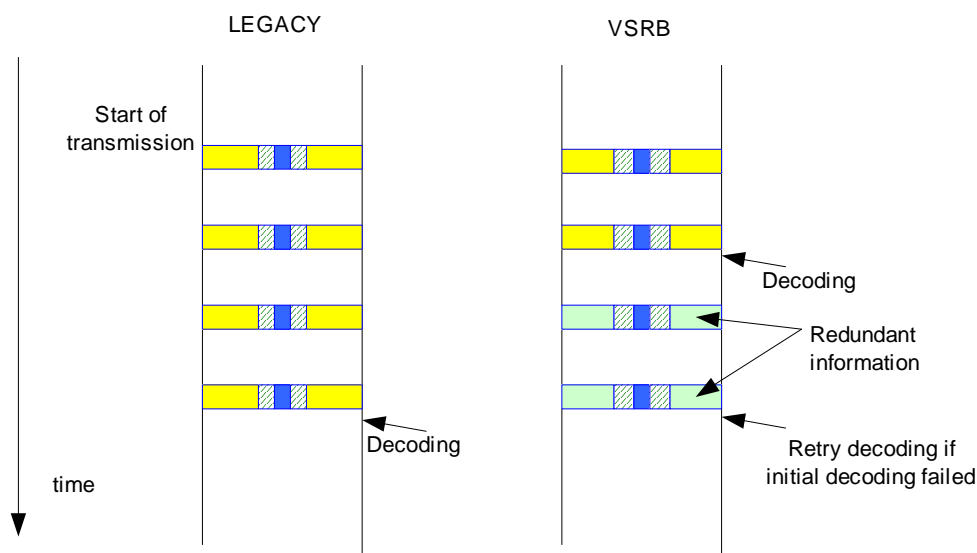 LEGACY
VSRB
Start of
transmission
Decoding
Redundant
information
Decoding
Retry decoding if
initial decoding failed
time